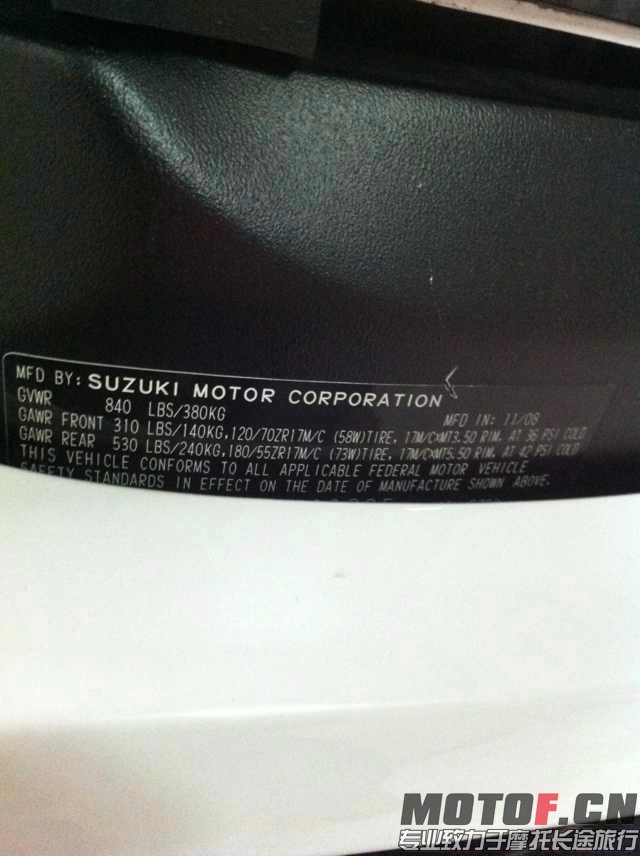 MFD BY: SUZUKI MOTOR CORPORATION
MFD IN: 11/08
GVWR 840 LBS/380KG
GAWR FRONT 310 LBS/140KG,120/70ZR17M/C (58W)TIRE, 17M/C×MT3.50 RIM. AT 36 PSI COLD
GAWR REAR 530 LBS/240KG,180/55ZR17M/C (73W)TIRE, 17M/C×MT5.50 RIM. AT 42 PSI COLD
THIS VEHICLE CONFORMS TO ALL APPLICABLE FEDERAL MOTOR VEHICLE
SAFETY STANDARDS IN EFFECT ON THE DATE OF MANUFACTURE SHOWN ABOVE.
MOTOF.CN
专业致力于摩托长途旅行